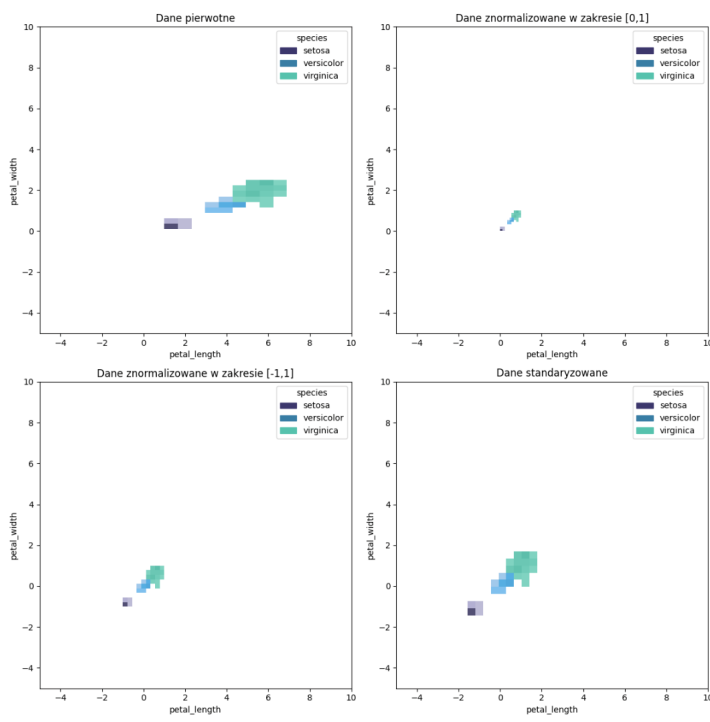 Dane pierwotne
species
setosa
versicolor
virginica
10
8
6
4
2
0
−2
−4
petal_width
−4 −2 0 2 4 6 8 10
petal_length
Dane znormalizowane w zakresie [0,1]
species
setosa
versicolor
virginica
10
8
6
4
2
0
−2
−4
petal_width
−4 −2 0 2 4 6 8 10
petal_length
Dane znormalizowane w zakresie [-1,1]
species
setosa
versicolor
virginica
10
8
6
4
2
0
−2
−4
petal_width
−4 −2 0 2 4 6 8 10
petal_length
Dane standaryzowane
species
setosa
versicolor
virginica
10
8
6
4
2
0
−2
−4
petal_width
−4 −2 0 2 4 6 8 10
petal_length